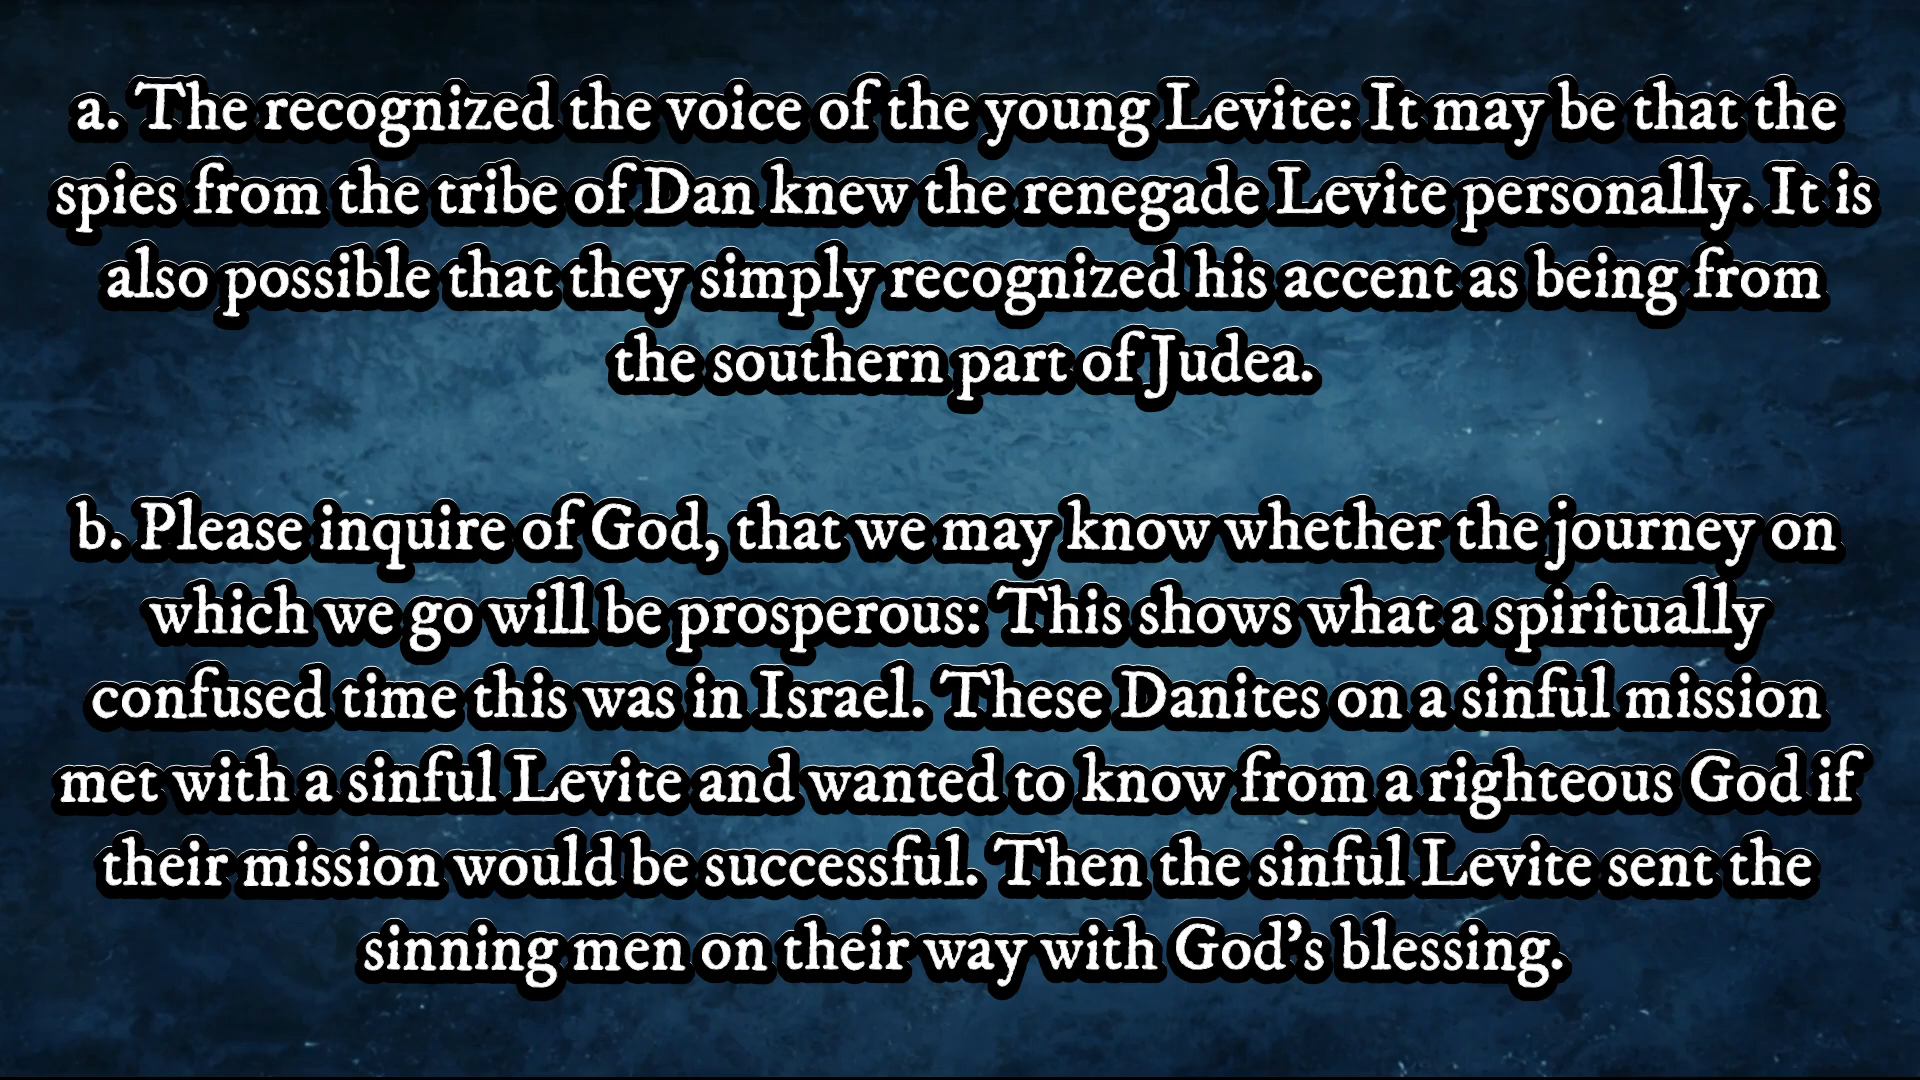 a. The recognized the voice of the young Levite: It may be that the
spies from the tribe of Dan knew the renegade Levite personally. It is
also possible that they simply recognized his accent as being from
the southern part of Judea.
b. Please inquire of God, that we may know whether the journey on
which we go will be prosperous: This shows what a spiritually
confused time this was in Israel. These Danites on a sinful mission
met with a sinful Levite and wanted to know from a righteous God if
their mission would be successful. Then the sinful Levite sent the
sinning men on their way with God’s blessing.